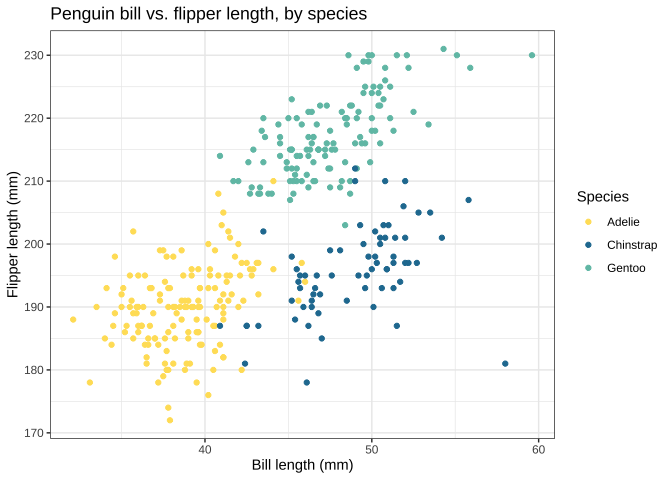 Penguin bill vs. flipper length, by species
230
220
210
200
190
180
170
Flipper length (mm)
40
50
60
Bill length (mm)
Species
Adelie
Chinstrap
Gentoo